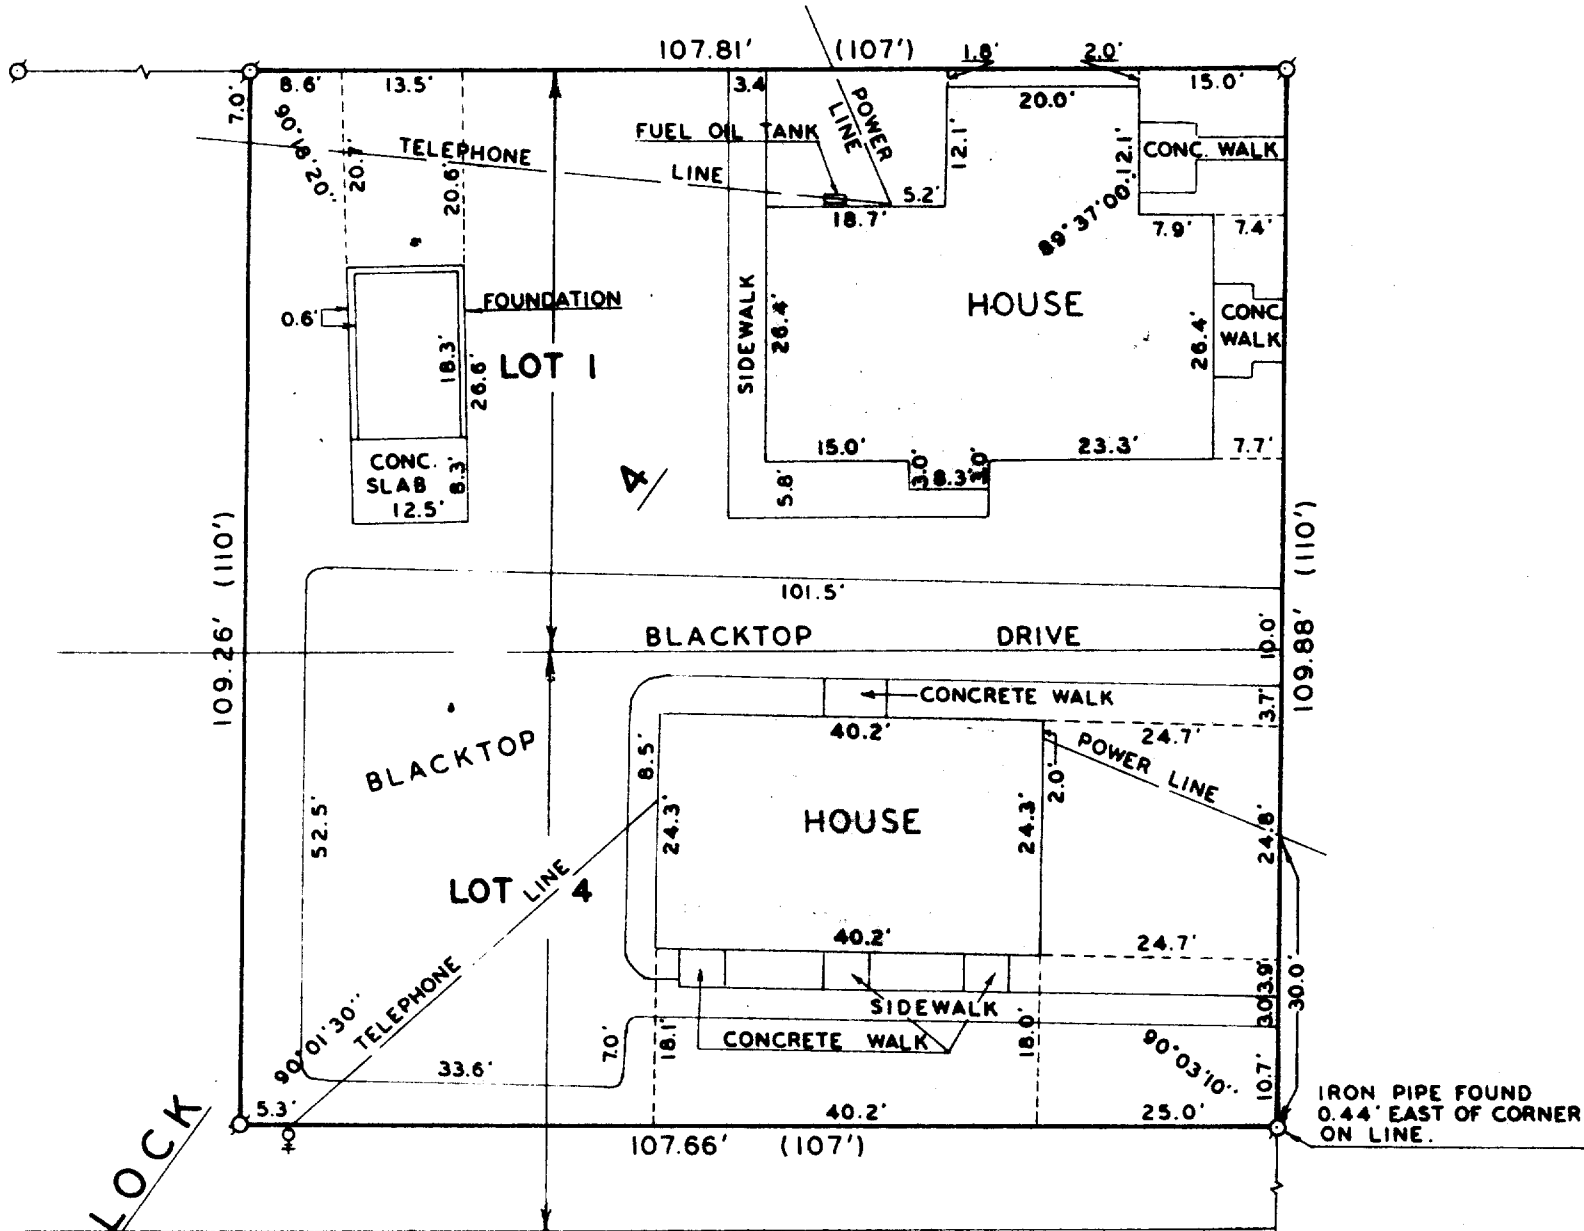 107.81' (107')
1.8'
2.0'
8.6'
13.5'
3.4
15.0'
7.0'
90°18'20"
20.7'
20.6'
TELEPHONE
LINE
FUEL OIL TANK
POWER
LINE
20.0'
12.1'
12.1'
CONC. WALK
5.2'
18.7'
89°37'00"
7.9'
7.4'
FOUNDATION
0.6'
18.3'
26.6'
LOT 1
SIDEWALK
26.4'
HOUSE
26.4'
CONC.
WALK
15.0'
3.0'
8.3'
3.0'
23.3'
7.7'
5.8'
CONC.
SLAB
8.3'
12.5'
4
109.26' (110')
109.88' (110')
101.5'
BLACKTOP DRIVE
10.0'
CONCRETE WALK
3.7'
BLACKTOP
40.2'
24.7'
8.5'
POWER LINE
2.0'
52.5'
24.3'
HOUSE
24.3'
24.8'
LOT 4
TELEPHONE LINE
40.2'
24.7'
3.9'
30.0'
SIDEWALK
3.0'
CONCRETE WALK
90°01'30"
7.0'
18.1'
18.0'
90°03'10"
10.7'
33.6'
5.3'
40.2'
25.0'
107.66' (107')
IRON PIPE FOUND
0.44' EAST OF CORNER
ON LINE.
LOCK